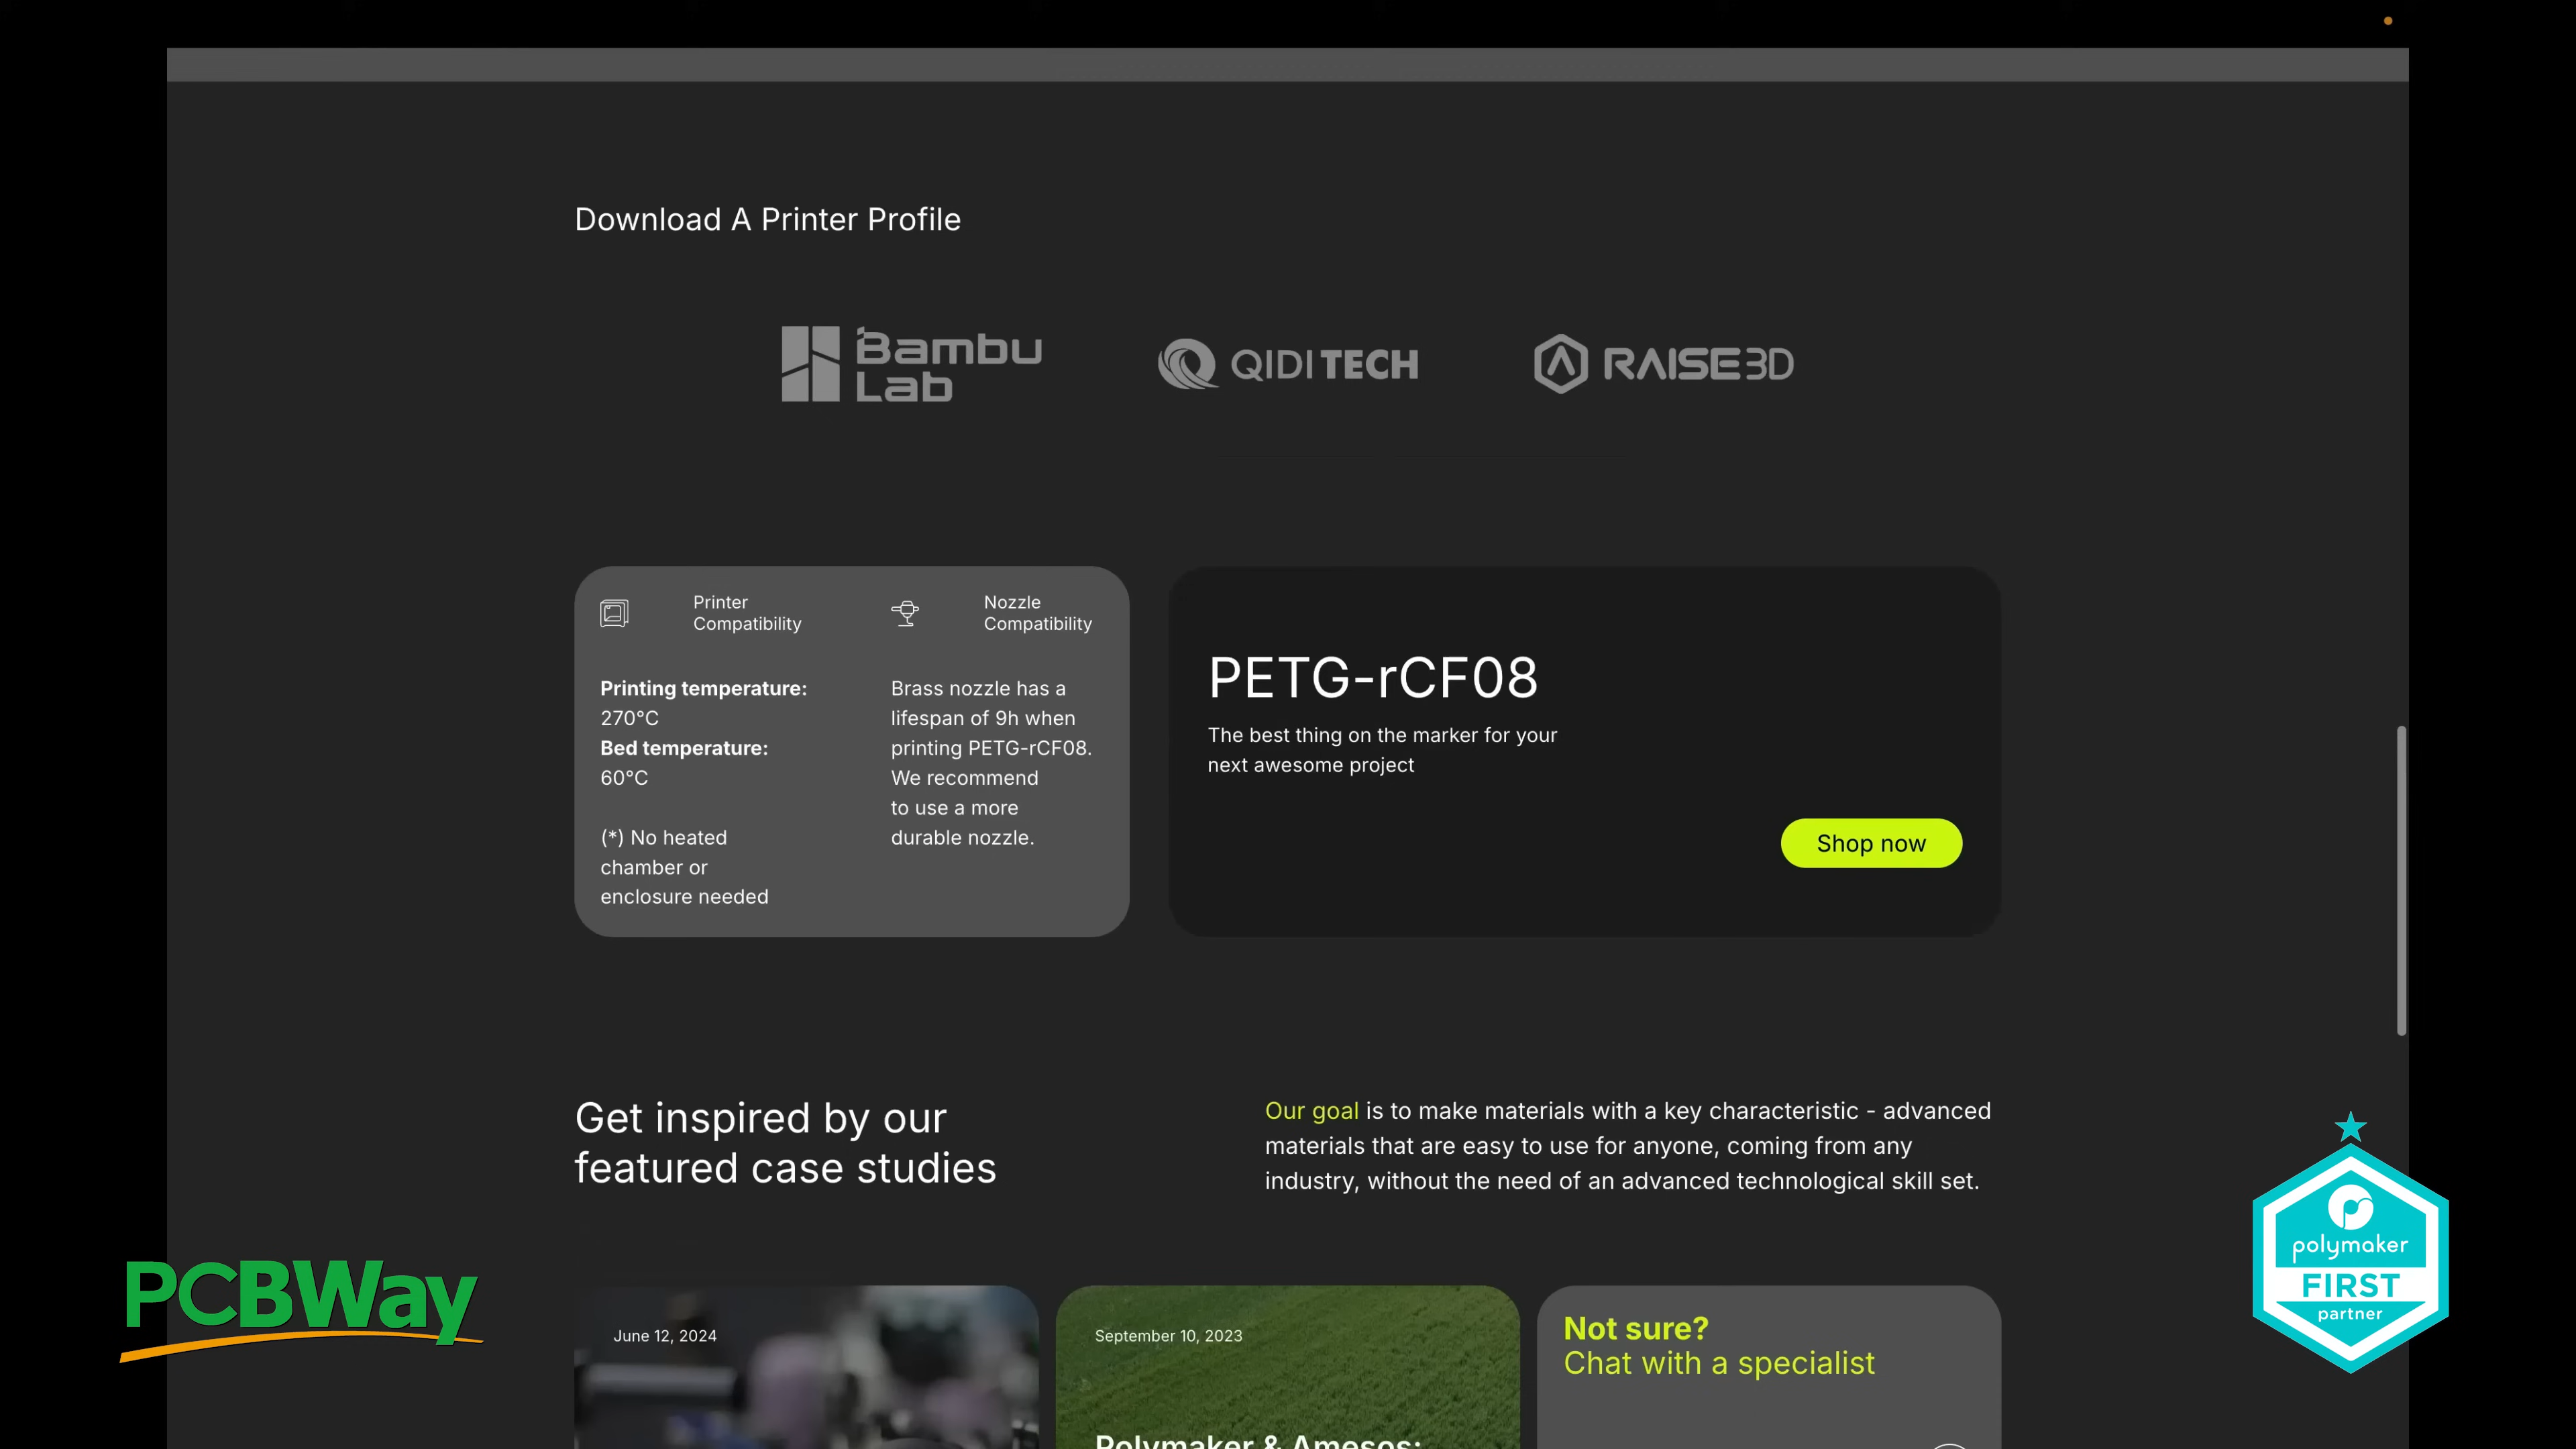 Download A Printer Profile
Bambu
Lab
QIDI TECH
RAISE3D
Printer
Compatibility
Printing temperature:
270°C
Bed temperature:
60°C
(*) No heated
chamber or
enclosure needed
Nozzle
Compatibility
Brass nozzle has a
lifespan of 9h when
printing PETG-rCF08.
We recommend
to use a more
durable nozzle.
PETG-rCF08
The best thing on the marker for your
next awesome project
Shop now
Get inspired by our
featured case studies
Our goal is to make materials with a key characteristic - advanced
materials that are easy to use for anyone, coming from any
industry, without the need of an advanced technological skill set.
June 12, 2024
September 10, 2023
Polymaker & Amesos:
Not sure?
Chat with a specialist
PCBWay
polymaker
FIRST
partner